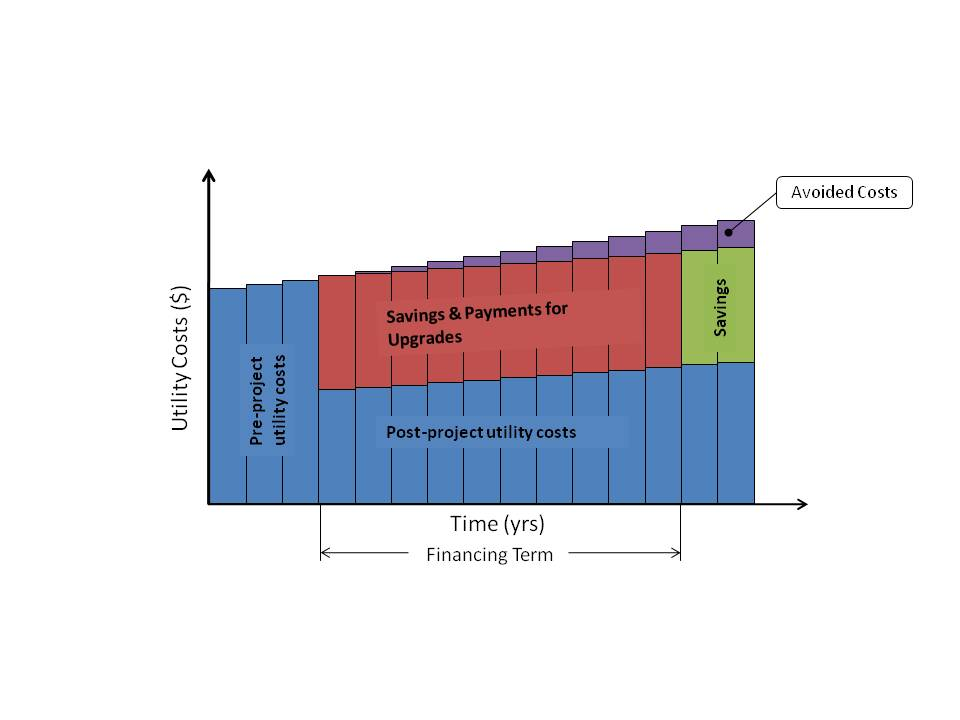 Avoided Costs
Utility Costs ($)
Pre-project
utility costs
Savings & Payments for
Upgrades
Savings
Post-project utility costs
Time (yrs)
Financing Term